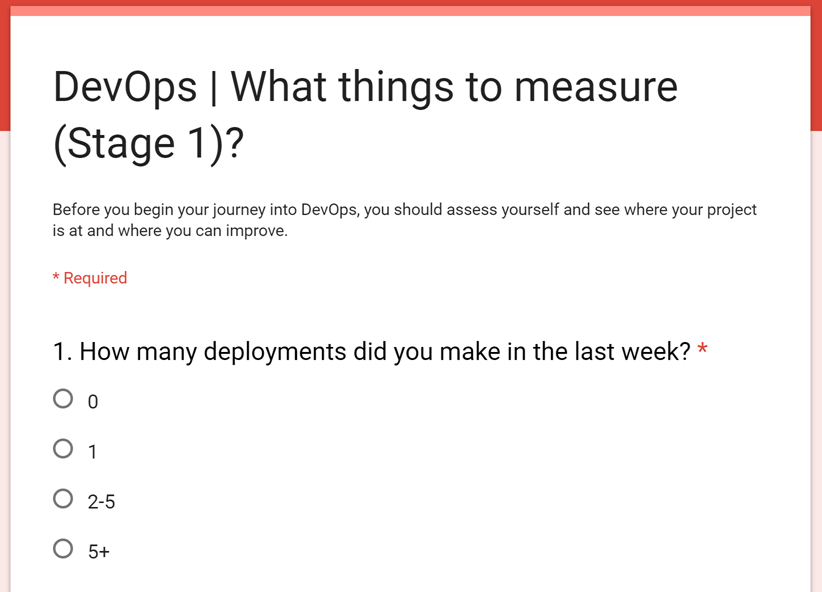 DevOps | What things to measure
(Stage 1)?
Before you begin your journey into DevOps, you should assess yourself and see where your project
is at and where you can improve.
* Required
1. How many deployments did you make in the last week? *
0
1
2-5
5+